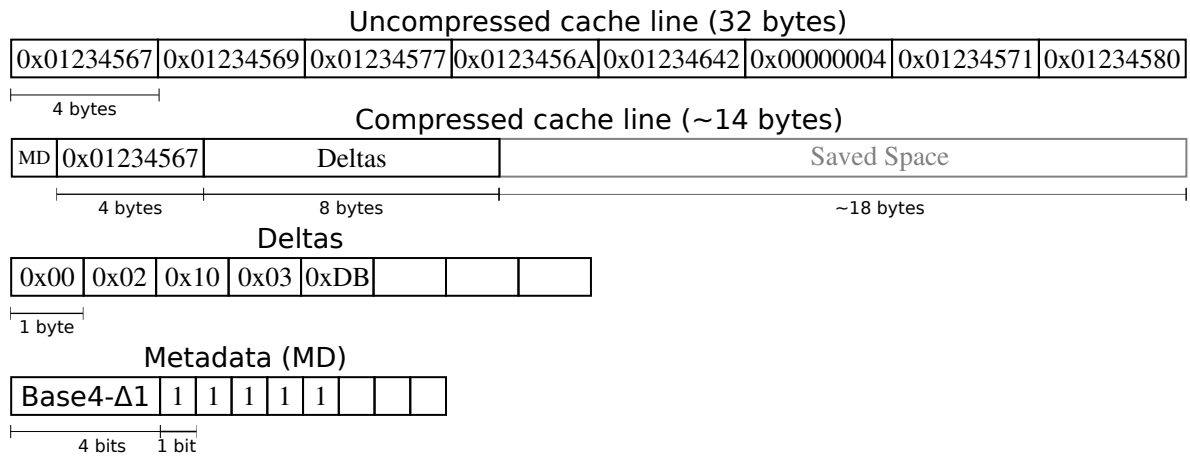 Uncompressed cache line (32 bytes)
0x01234567 0x01234569 0x01234577 0x0123456A 0x01234642 0x00000004 0x01234571 0x01234580
4 bytes
Compressed cache line (~14 bytes)
MD 0x01234567 Deltas Saved Space
4 bytes 8 bytes ~18 bytes
Deltas
0x00 0x02 0x10 0x03 0xDB
1 byte
Metadata (MD)
Base4-Δ1 1 1 1 1 1
4 bits 1 bit